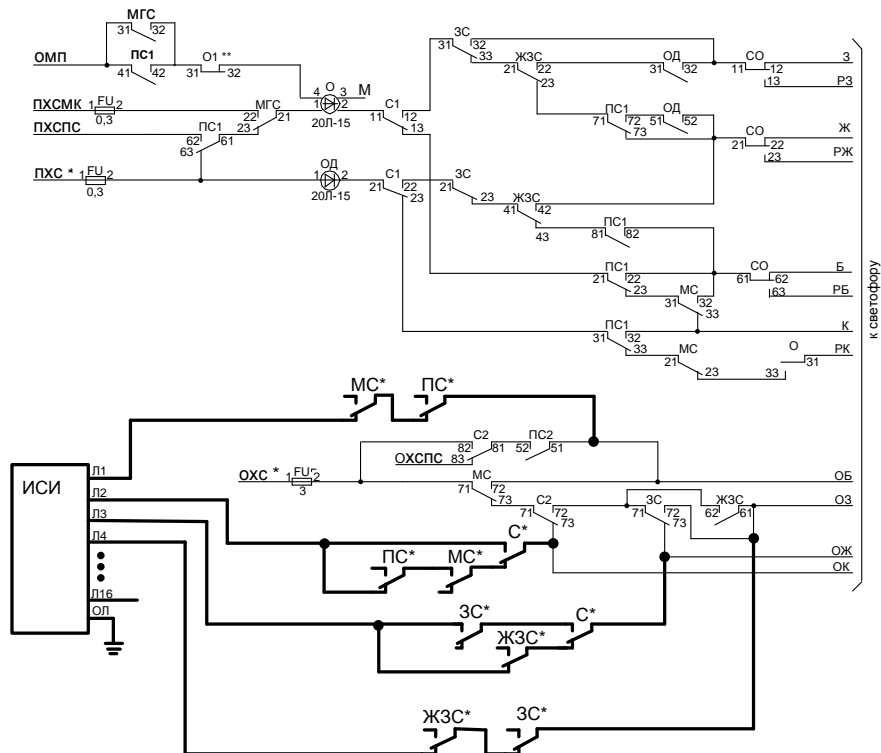 МГС
31 32
ОМП
ПС1
41 42
О1 **
31 32
ПХСМК 1 FU 2
0,3
4 О 3 М
1 2
20Л-15
МГС
22 21
23
ПХСПС
ПС1
62 61
63
ПХС * 1 FU 2
0,3
ОД
1 2
20Л-15
С1
11 12
13
С1
21 22
23
ЗС
31 32
33
ЖЗС
21 22
23
ОД
31 32
СО
11 12
13
З
РЗ
ПС1
71 72
73
ОД
51 52
СО
21 22
23
Ж
РЖ
ЗС
21
23
ЖЗС
41 42
43
ПС1
81 82
ПС1
21 22
23
МС
31 32
33
СО
61 62
63
Б
РБ
К
ПС1
31 32
33
МС
21 23
О
33 31
РК
к светофору
МС* ПС*
С2
82 81
83
ПС2
52 51
ОХСПС
ОХС * 1 FU 2
3
МС
71 72
73
С2
71 72
73
ЗС
71 72
73
ЖЗС
62 61
ОБ
ОЗ
ОЖ
ОК
ИСИ
Л1
Л2
Л3
Л4
Л16
ОЛ
С*
ПС* МС*
ЗС* С*
ЖЗС*
ЖЗС* ЗС*